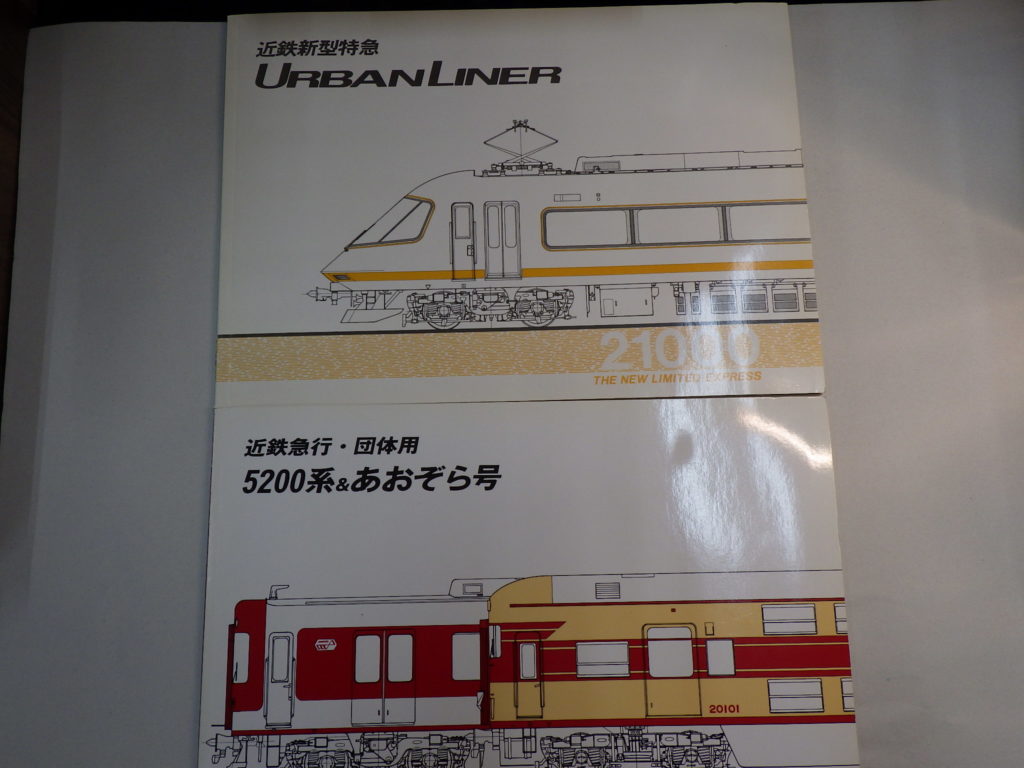 近鉄新型特急
URBAN LINER
21000
THE NEW LIMITED EXPRESS
近鉄急行・団体用
5200系&あおぞら号
20101